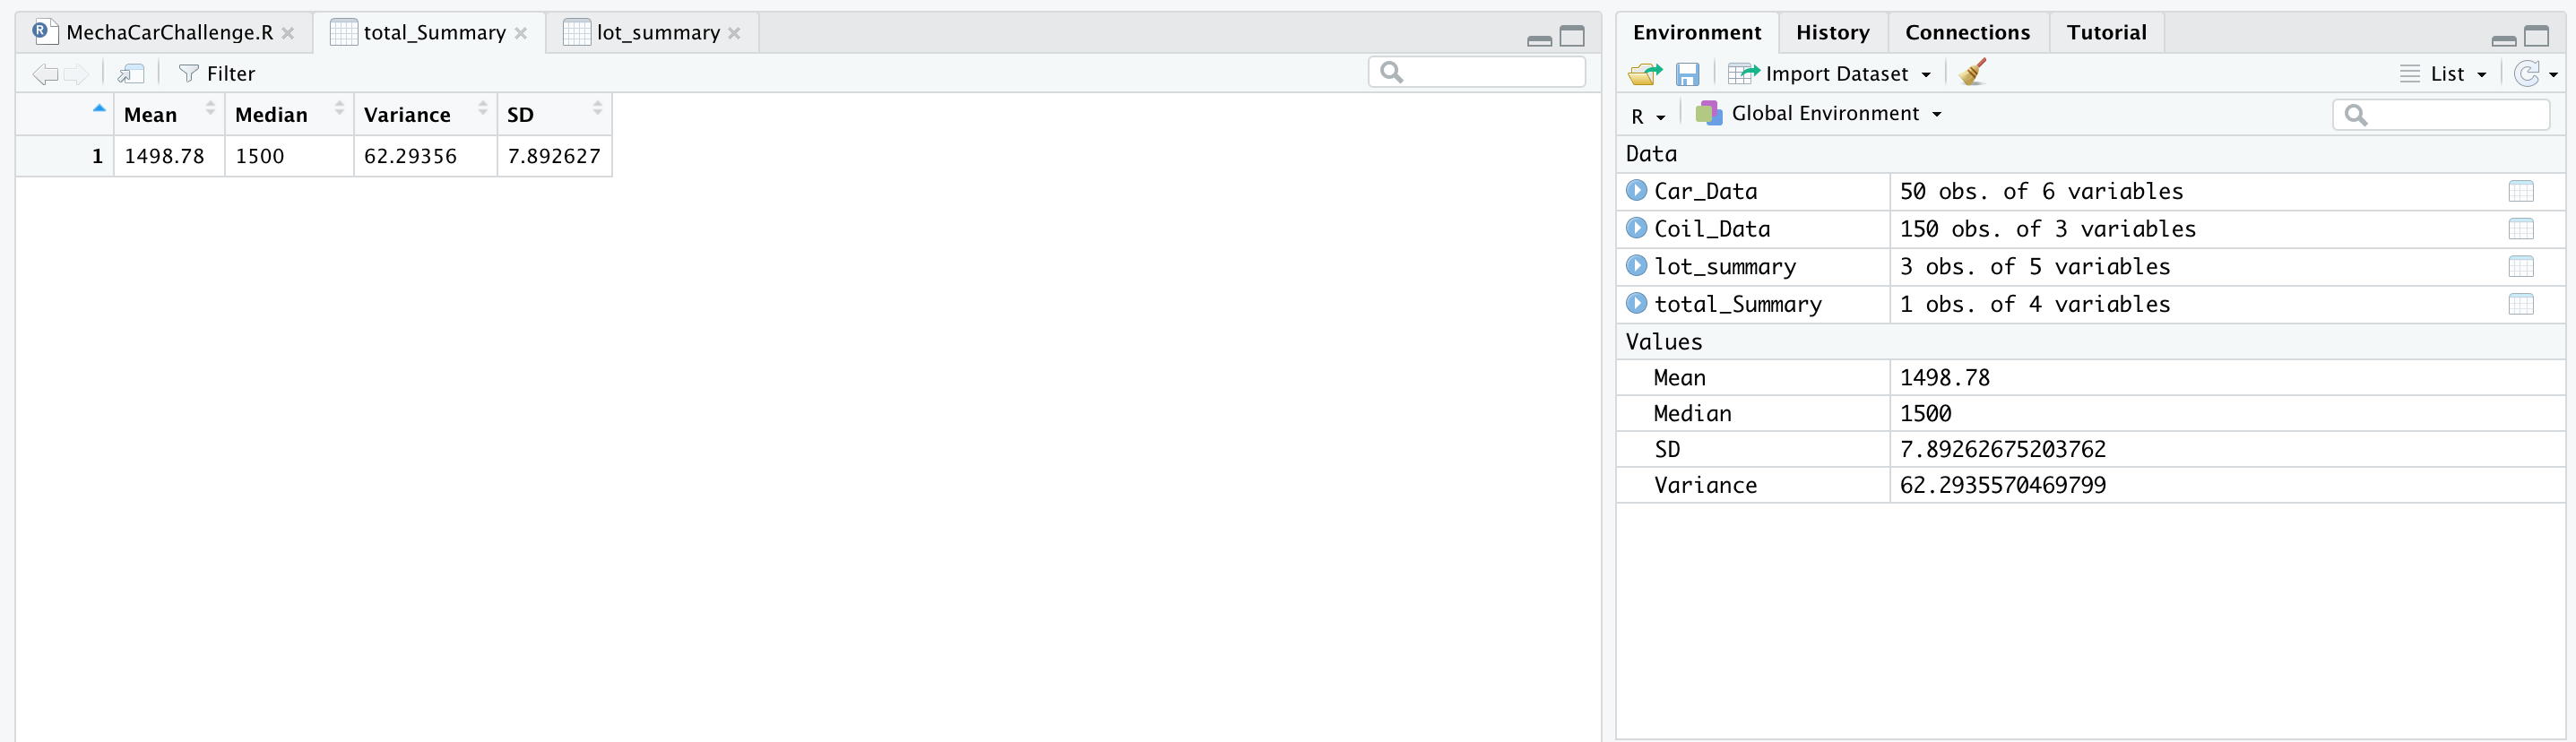 MechaCarChallenge.R
total_Summary
lot_summary
Filter
Mean Median Variance SD
1 1498.78 1500 62.29356 7.892627
Environment History Connections Tutorial
Import Dataset List
R Global Environment
Data
Car_Data 50 obs. of 6 variables
Coil_Data 150 obs. of 3 variables
lot_summary 3 obs. of 5 variables
total_Summary 1 obs. of 4 variables
Values
Mean 1498.78
Median 1500
SD 7.89262675203762
Variance 62.2935570469799